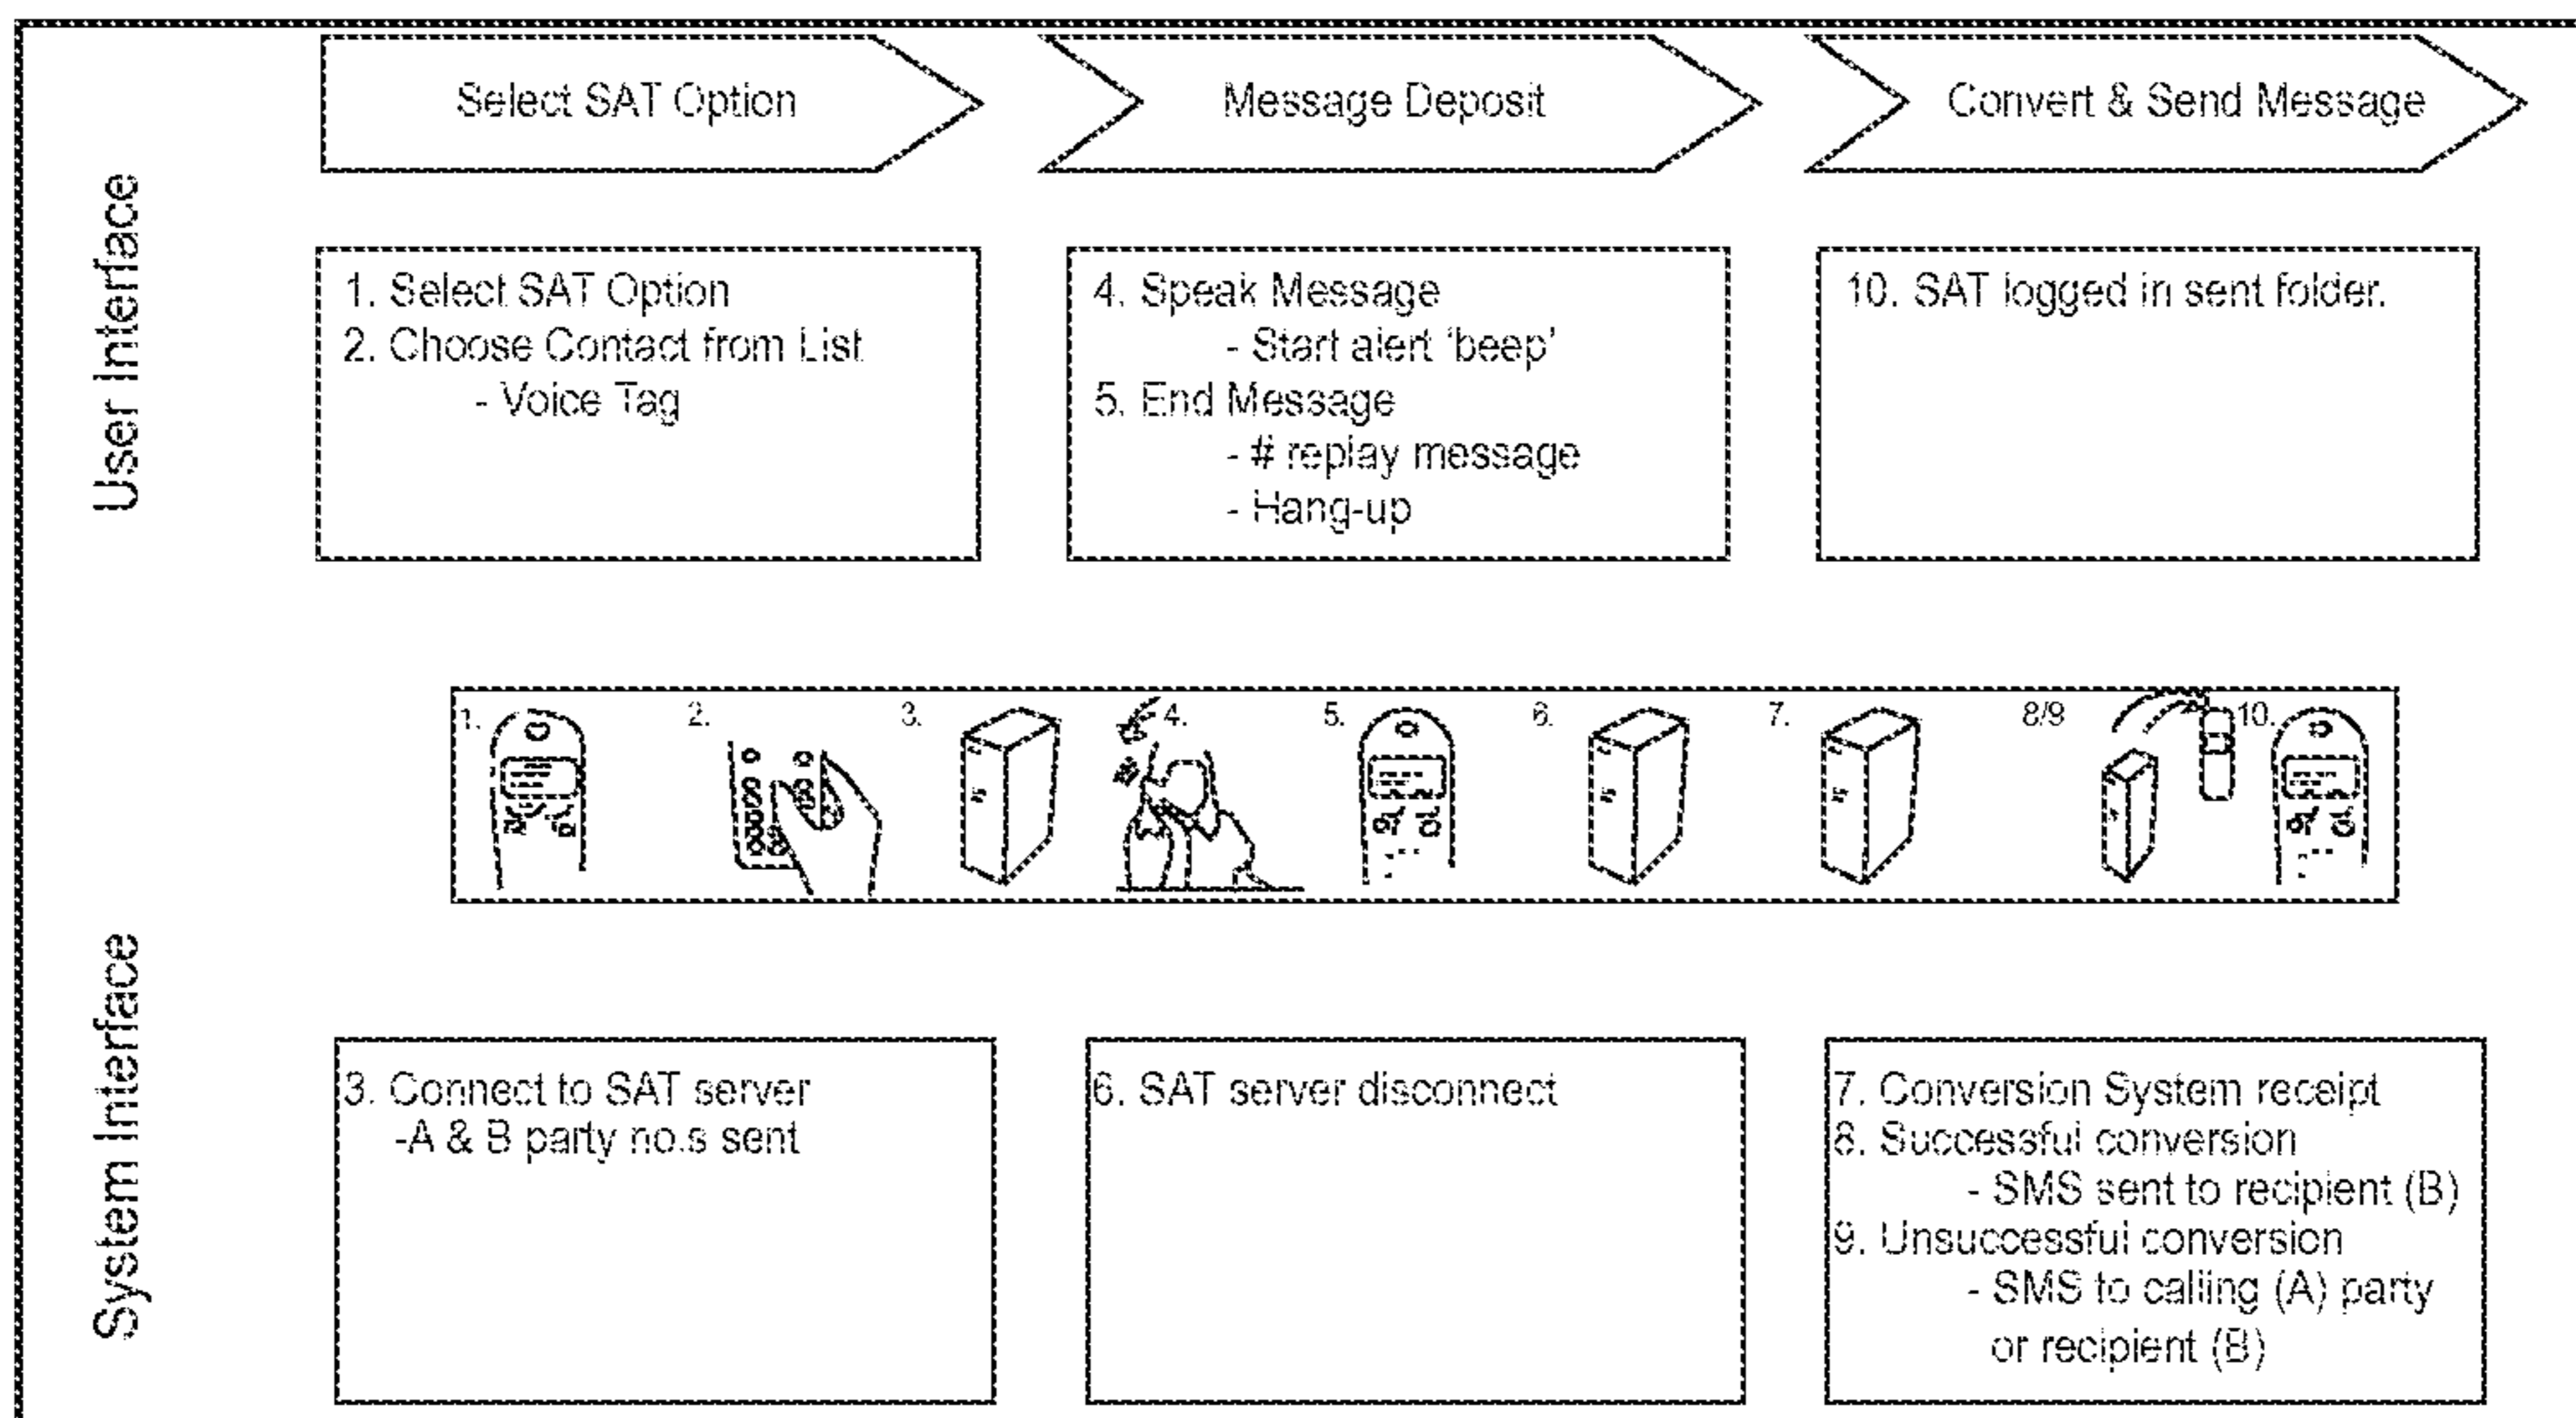 Select SAT Option
Message Deposit
Convert & Send Message
User Interface
1. Select SAT Option
2. Choose Contact from List
- Voice Tag
4. Speak Message
- Start alert ‘beep’
5. End Message
- # replay message
- Hang-up
10. SAT logged in sent folder.
1.
2.
3.
4.
5.
6.
7.
8/9
10.
System Interface
3. Connect to SAT server
-A & B party no.s sent
6. SAT server disconnect
7. Conversion System receipt
8. Successful conversion
- SMS sent to recipient (B)
9. Unsuccessful conversion
- SMS to calling (A) party
or recipient (B)